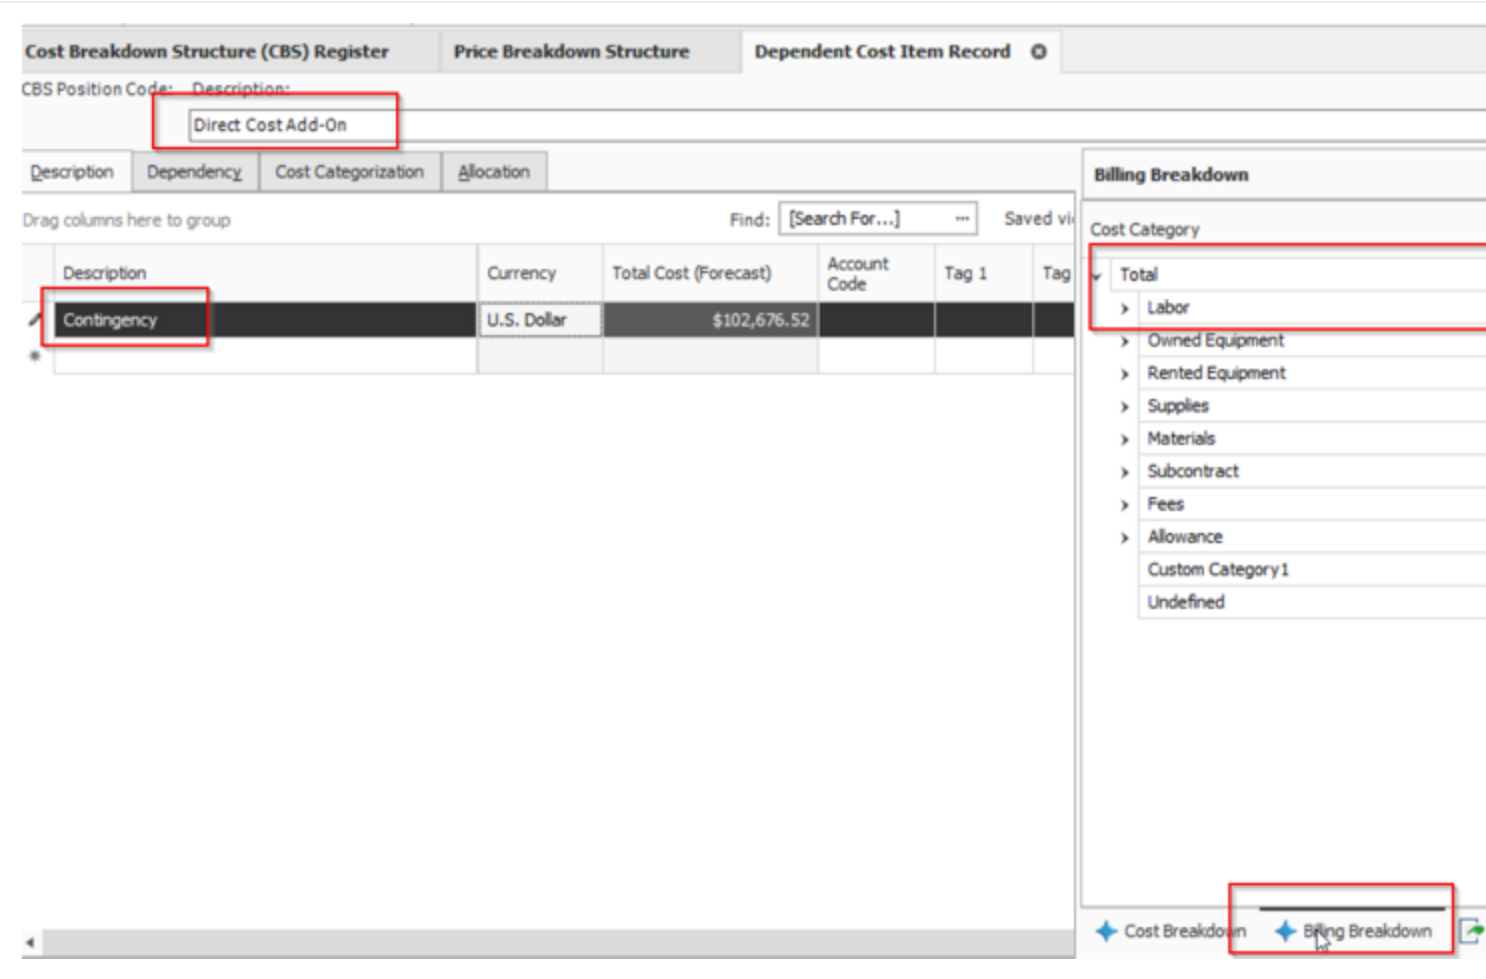 Cost Breakdown Structure (CBS) Register Price Breakdown Structure Dependent Cost Item Record
CBS Position Code: Description:
Direct Cost Add-On
Description Dependency Cost Categorization Allocation
Drag columns here to group Find: [Search For...] ... Saved vi
Description Currency Total Cost (Forecast) Account Code Tag 1 Tag
Contingency U.S. Dollar $102,676.52
Billing Breakdown
Cost Category
Total
Labor
Owned Equipment
Rented Equipment
Supplies
Materials
Subcontract
Fees
Allowance
Custom Category1
Undefined
Cost Breakdown Billing Breakdown